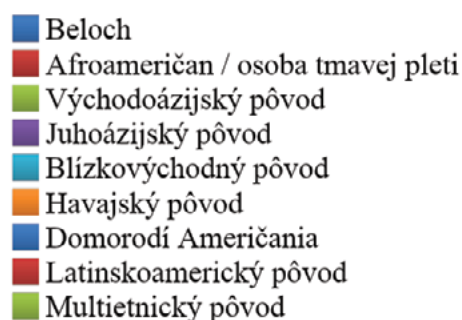 Beloch
Afroameričan / osoba tmavej pleti
Východoázijský pôvod
Juhoázijský pôvod
Blízkovýchodný pôvod
Havajský pôvod
Domorodí Američania
Latinskoamerický pôvod
Multietnický pôvod